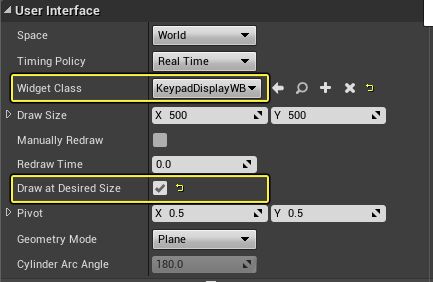 User Interface
Space World
Timing Policy Real Time
Widget Class KeypadDisplayWB
Draw Size X 500 Y 500
Manually Redraw
Redraw Time 0.0
Draw at Desired Size
Pivot X 0.5 Y 0.5
Geometry Mode Plane
Cylinder Arc Angle 180.0